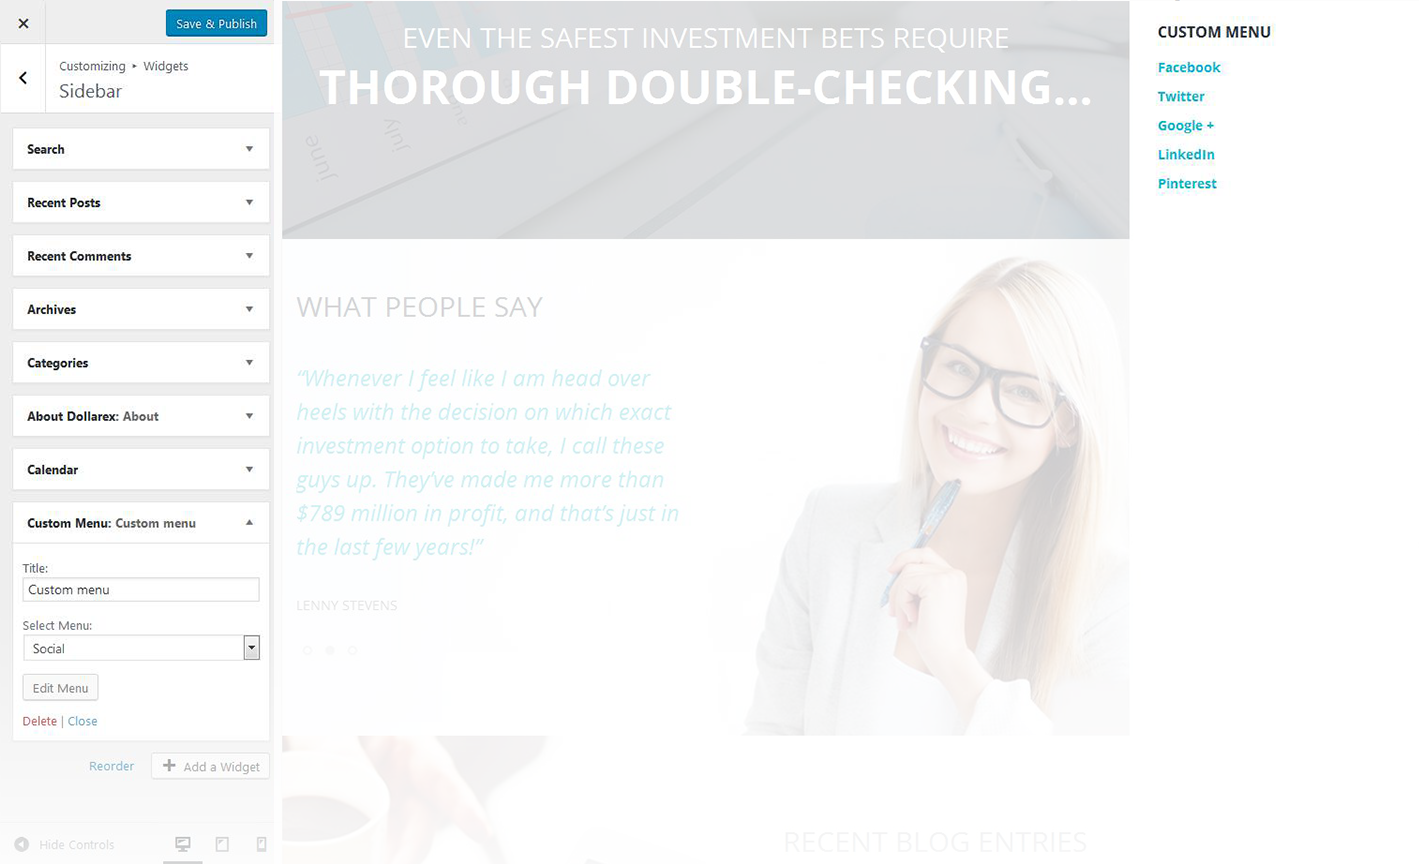 Save & Publish
Customizing ▸ Widgets
Sidebar
Search
Recent Posts
Recent Comments
Archives
Categories
About Dollarex: About
Calendar
Custom Menu: Custom menu
Title:
Custom menu
Select Menu:
Social
Edit Menu
Delete | Close
Reorder
Add a Widget
Hide Controls
EVEN THE SAFEST INVESTMENT BETS REQUIRE
THOROUGH DOUBLE-CHECKING...
june
july
aug
WHAT PEOPLE SAY
“Whenever I feel like I am head over
heels with the decision on which exact
investment option to take, I call these
guys up. They’ve made me more than
$789 million in profit, and that’s just in
the last few years!”
LENNY STEVENS
RECENT BLOG ENTRIES
CUSTOM MENU
Facebook
Twitter
Google +
LinkedIn
Pinterest